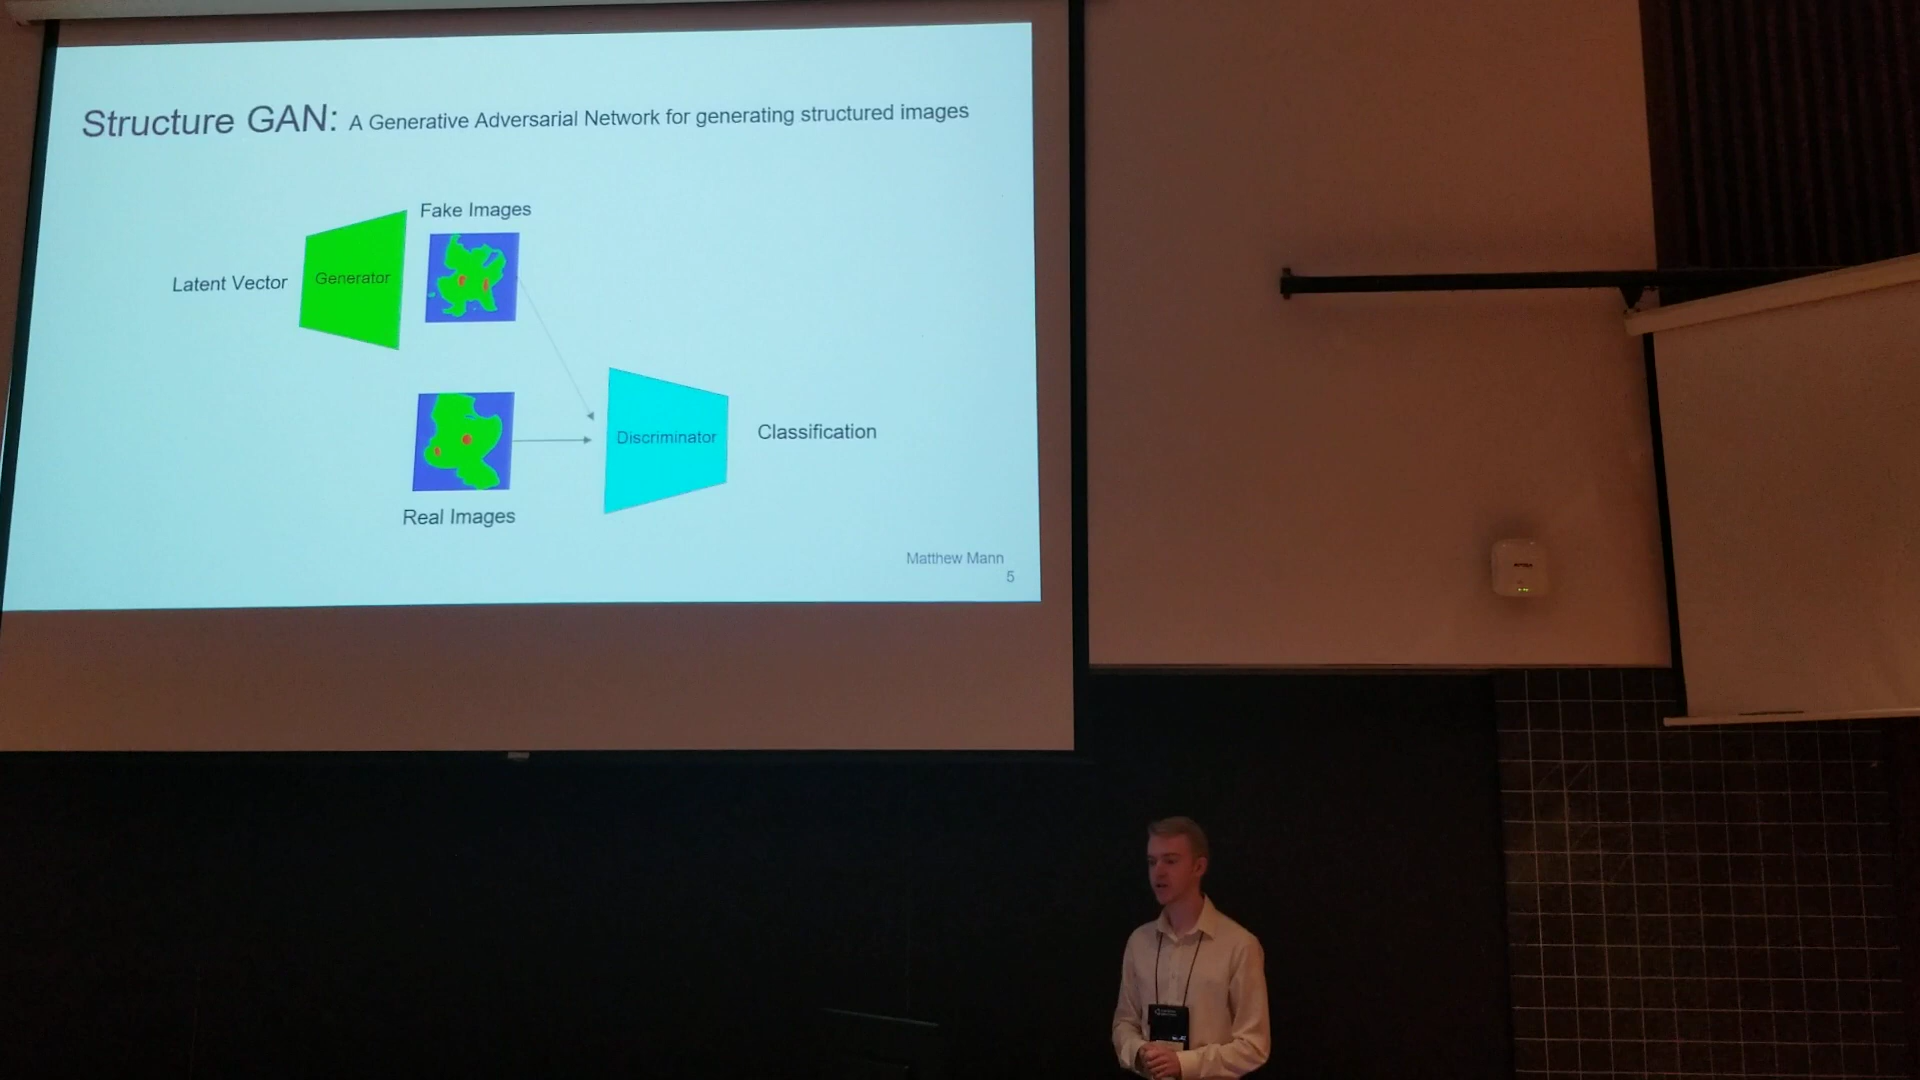 Structure GAN: A Generative Adversarial Network for generating structured images
Fake Images
Latent Vector
Generator
Discriminator
Classification
Real Images
Matthew Mann
5